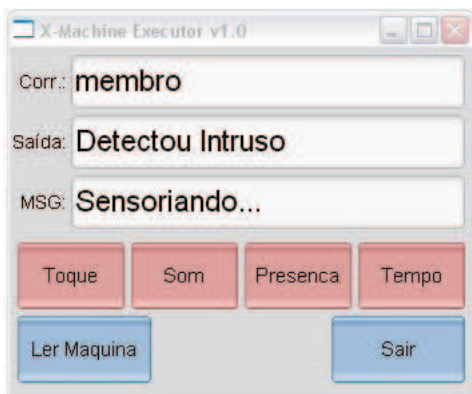 X-Machine Executor v1.0
Corr.: membro
Saída: Detectou Intruso
MSG: Sensoriando...
Toque Som Presenca Tempo
Ler Maquina Sair